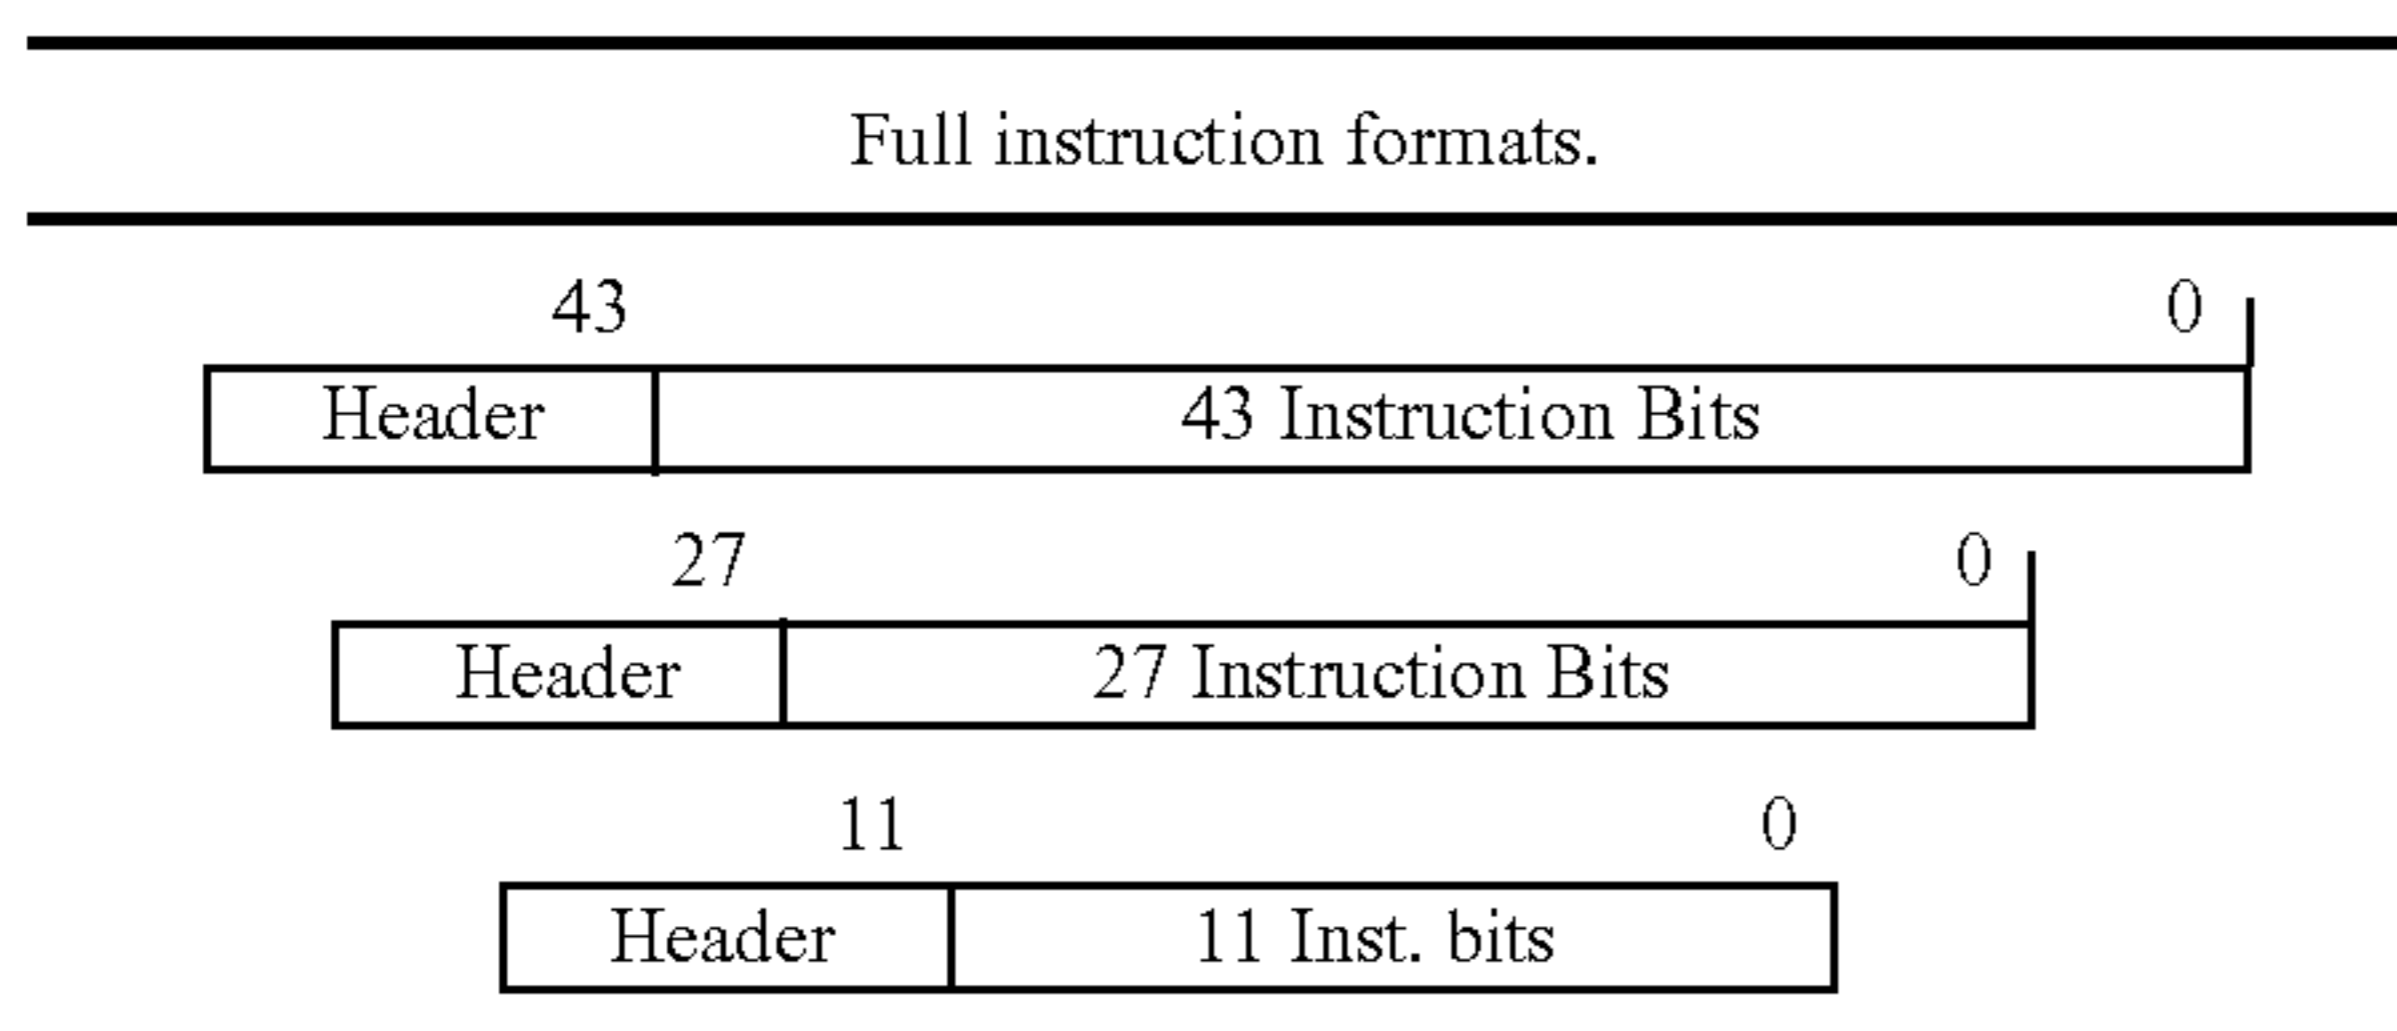 Full instruction formats.
43 0
Header 43 Instruction Bits
27 0
Header 27 Instruction Bits
11 0
Header 11 Inst. bits